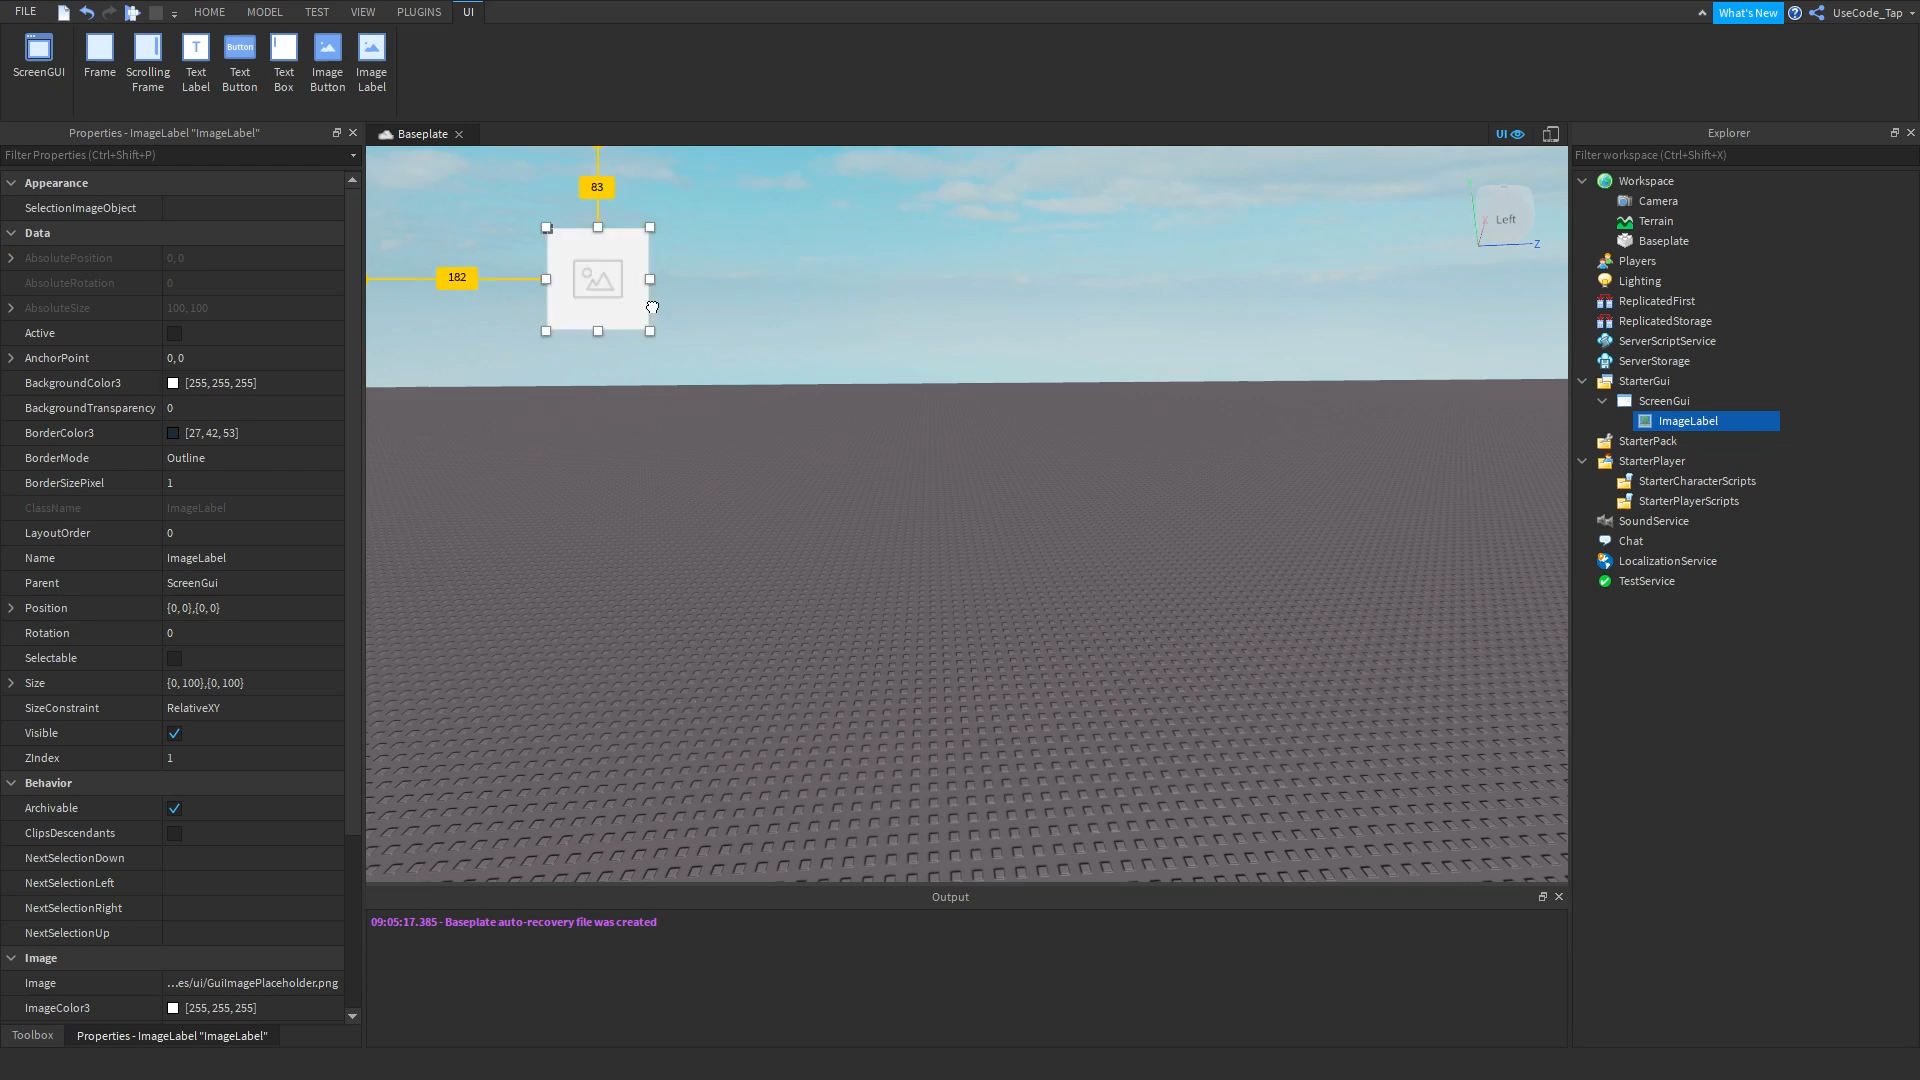 FILE
HOME
MODEL
TEST
VIEW
PLUGINS
UI
What's New
UseCode_Tap
ScreenGUI
Frame
Scrolling
Frame
T
Text
Label
Button
Text
Button
Text
Box
Image
Button
Image
Label
Properties - ImageLabel "ImageLabel"
Filter Properties (Ctrl+Shift+P)
Appearance
SelectionImageObject
Data
AbsolutePosition 0, 0
AbsoluteRotation 0
AbsoluteSize 100, 100
Active
AnchorPoint 0, 0
BackgroundColor3 [255, 255, 255]
BackgroundTransparency 0
BorderColor3 [27, 42, 53]
BorderMode Outline
BorderSizePixel 1
ClassName ImageLabel
LayoutOrder 0
Name ImageLabel
Parent ScreenGui
Position {0, 0},{0, 0}
Rotation 0
Selectable
Size {0, 100},{0, 100}
SizeConstraint RelativeXY
Visible
ZIndex 1
Behavior
Archivable
ClipsDescendants
NextSelectionDown
NextSelectionLeft
NextSelectionRight
NextSelectionUp
Image
Image ...es/ui/GuiImagePlaceholder.png
ImageColor3 [255, 255, 255]
Toolbox
Properties - ImageLabel "ImageLabel"
Baseplate
UI
83
182
Left
Z
Output
09:05:17.385 - Baseplate auto-recovery file was created
Explorer
Filter workspace (Ctrl+Shift+X)
Workspace
Camera
Terrain
Baseplate
Players
Lighting
ReplicatedFirst
ReplicatedStorage
ServerScriptService
ServerStorage
StarterGui
ScreenGui
ImageLabel
StarterPack
StarterPlayer
StarterCharacterScripts
StarterPlayerScripts
SoundService
Chat
LocalizationService
TestService